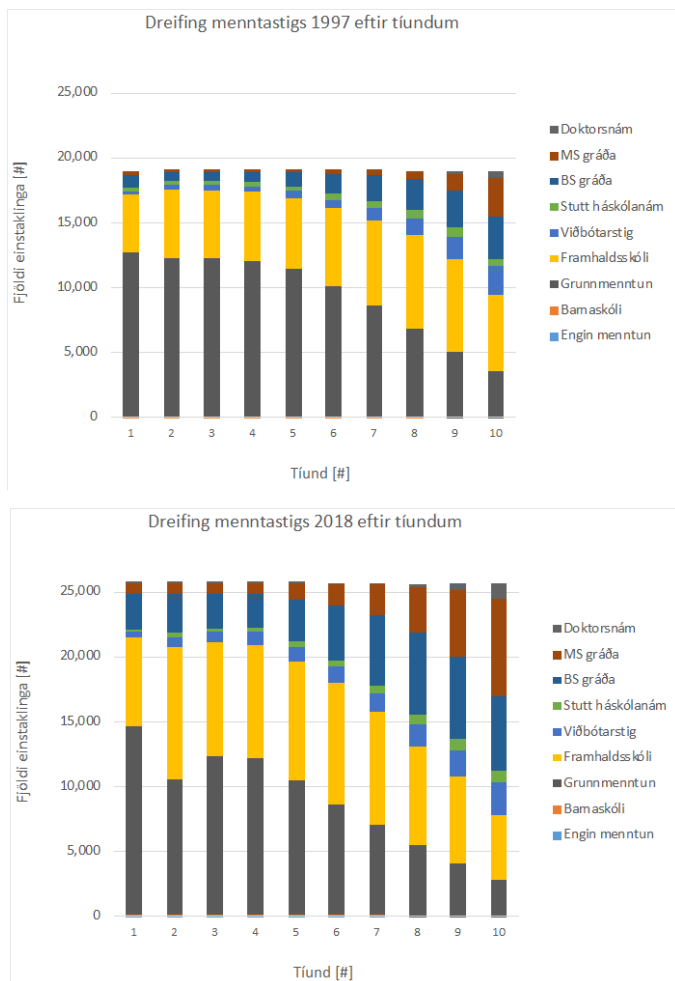 Dreifing menntastigs 1997 eftir tíundum
25,000
20,000
15,000
10,000
5,000
0
Fjöldi einstaklinga [#]
1 2 3 4 5 6 7 8 9 10
Tíund [#]
Doktorsnám
MS gráða
BS gráða
Stutt háskólanám
Viðbótarstig
Framhaldsskóli
Grunnmenntun
Barnaskóli
Engin menntun
Dreifing menntastigs 2018 eftir tíundum
25,000
20,000
15,000
10,000
5,000
0
Fjöldi einstaklinga [#]
1 2 3 4 5 6 7 8 9 10
Tíund [#]
Doktorsnám
MS gráða
BS gráða
Stutt háskólanám
Viðbótarstig
Framhaldsskóli
Grunnmenntun
Barnaskóli
Engin menntun